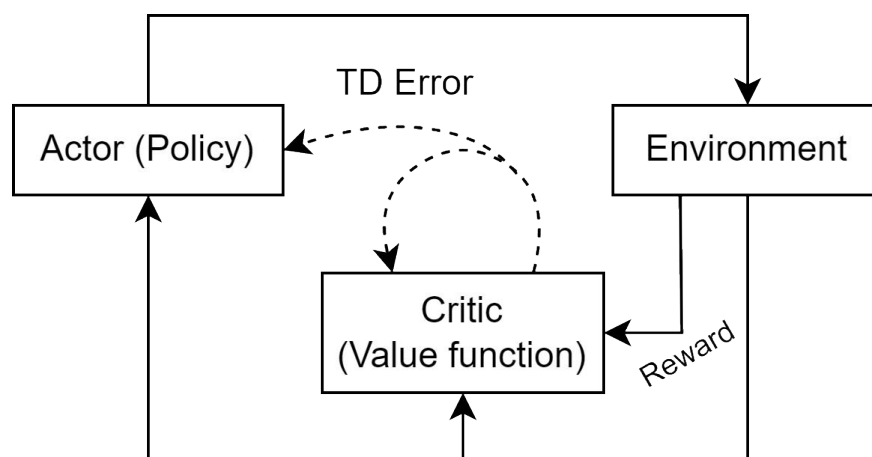 TD Error
Actor (Policy)
Environment
Critic
(Value function)
Reward